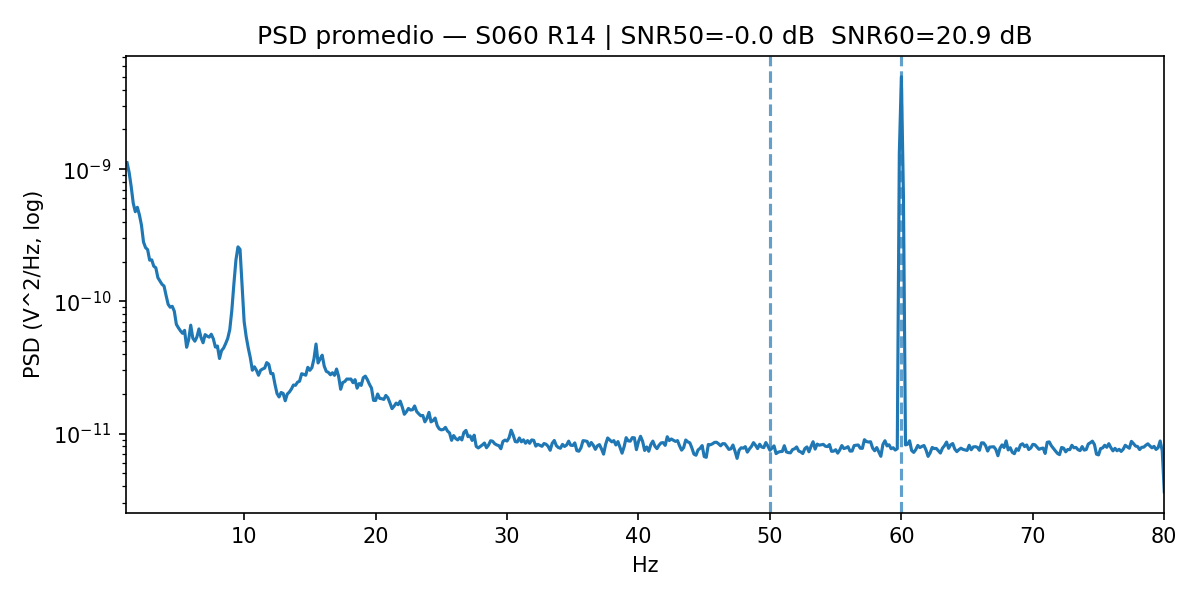 PSD promedio — S060 R14 | SNR50=-0.0 dB  SNR60=20.9 dB
PSD (V^2/Hz, log)
10⁻⁹
10⁻¹⁰
10⁻¹¹
10 20 30 40 50 60 70 80
Hz